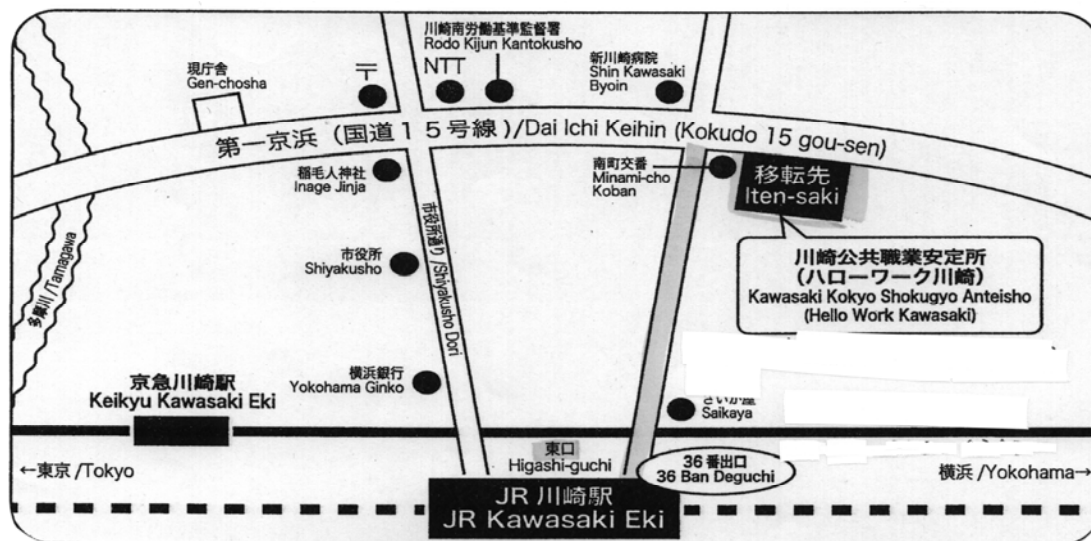 川崎南労働基準監督署
Rodo Kijun Kantokusho
現庁舎
Gen-chosha
〒
NTT
新川崎病院
Shin Kawasaki
Byoin
第一京浜 (国道15号線)/Dai Ichi Keihin (Kokudo 15 gou-sen)
稲毛人神社
Inage Jinja
南町交番
Minami-cho
Koban
移転先
Iten-saki
市役所通り/Shiyakusho Dori
市役所
Shiyakusho
多摩川/Tamagawa
川崎公共職業安定所
(ハローワーク川崎)
Kawasaki Kokyo Shokugyo Anteisho
(Hello Work Kawasaki)
横浜銀行
Yokohama Ginko
京急川崎駅
Keikyu Kawasaki Eki
さいか屋
Saikaya
東口
Higashi-guchi
36番出口
36 Ban Deguchi
←東京/Tokyo
横浜/Yokohama→
JR 川崎駅
JR Kawasaki Eki